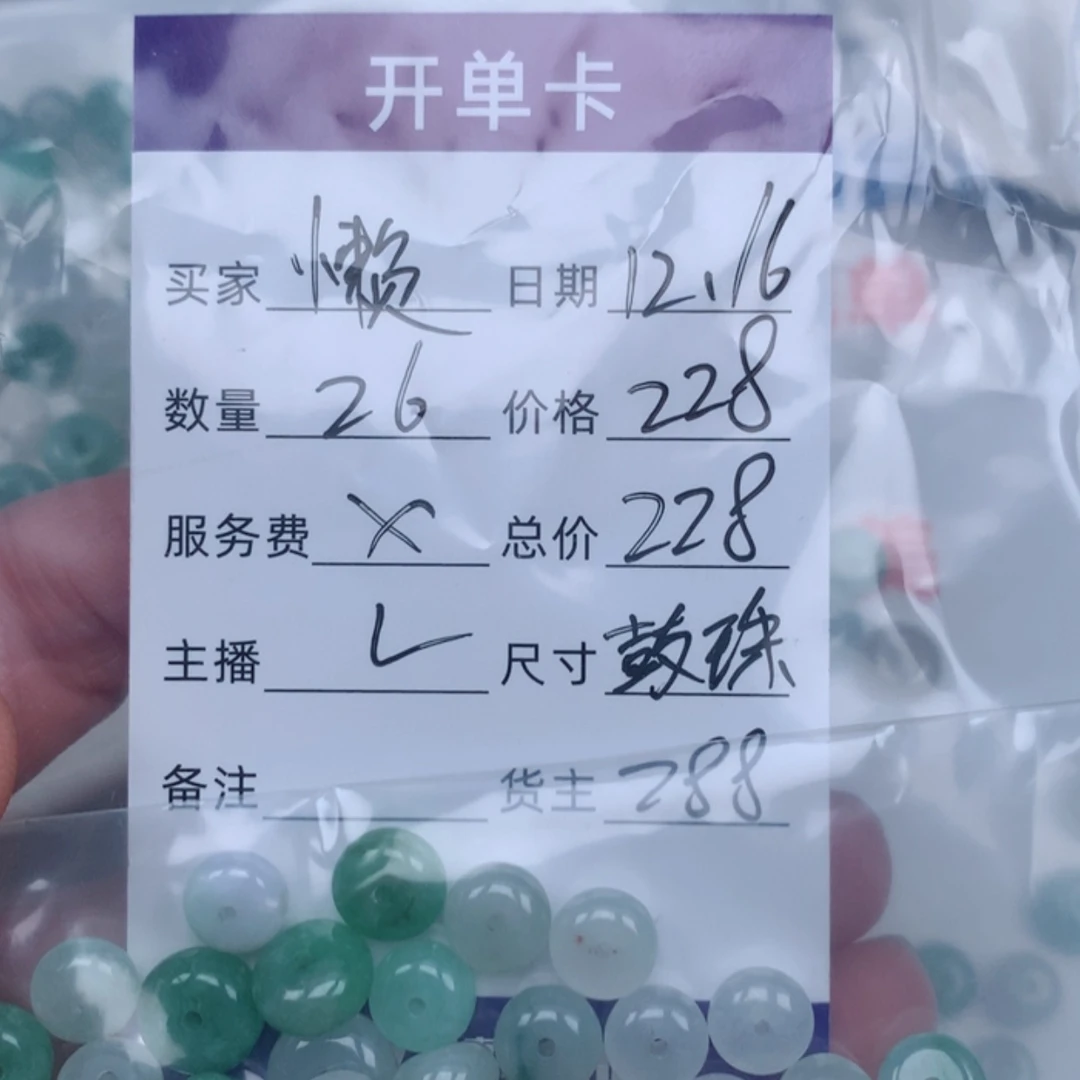 开单卡
买家 懒 日期 12.16
数量 26 价格 228
服务费 × 总价 228
主播 L 尺寸 鼓珠
备注 货主 288